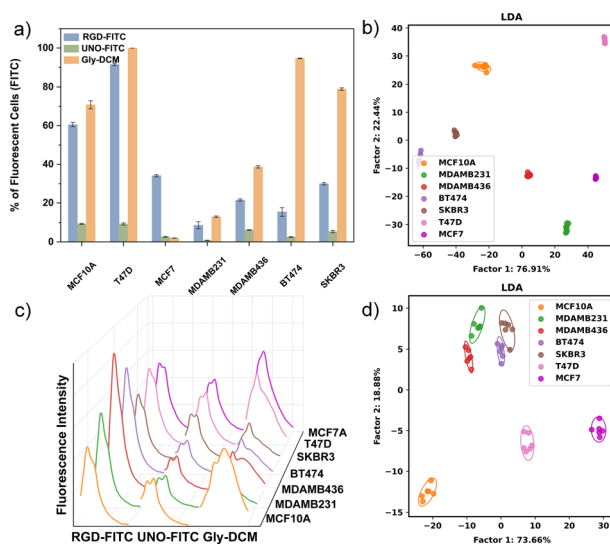 a)
RGD-FITC
UNO-FITC
Gly-DCM
% of Fluorescent Cells (FITC)
100
80
60
40
20
0
MCF10A
T47D
MCF7
MDAMB231
MDAMB436
BT474
SKBR3
b)
LDA
Factor 2: 22.44%
40
30
20
10
0
−10
−20
−30
MCF10A
MDAMB231
MDAMB436
BT474
SKBR3
T47D
MCF7
−60 −40 −20 0 20 40
Factor 1: 76.91%
c)
Fluorescence Intensity
MCF7A
T47D
SKBR3
BT474
MDAMB436
MDAMB231
MCF10A
RGD-FITC UNO-FITC Gly-DCM
d)
LDA
Factor 2: 18.88%
10
5
0
−5
−10
−15
MCF10A
MDAMB231
MDAMB436
BT474
SKBR3
T47D
MCF7
−20 −10 0 10 20 30
Factor 1: 73.66%